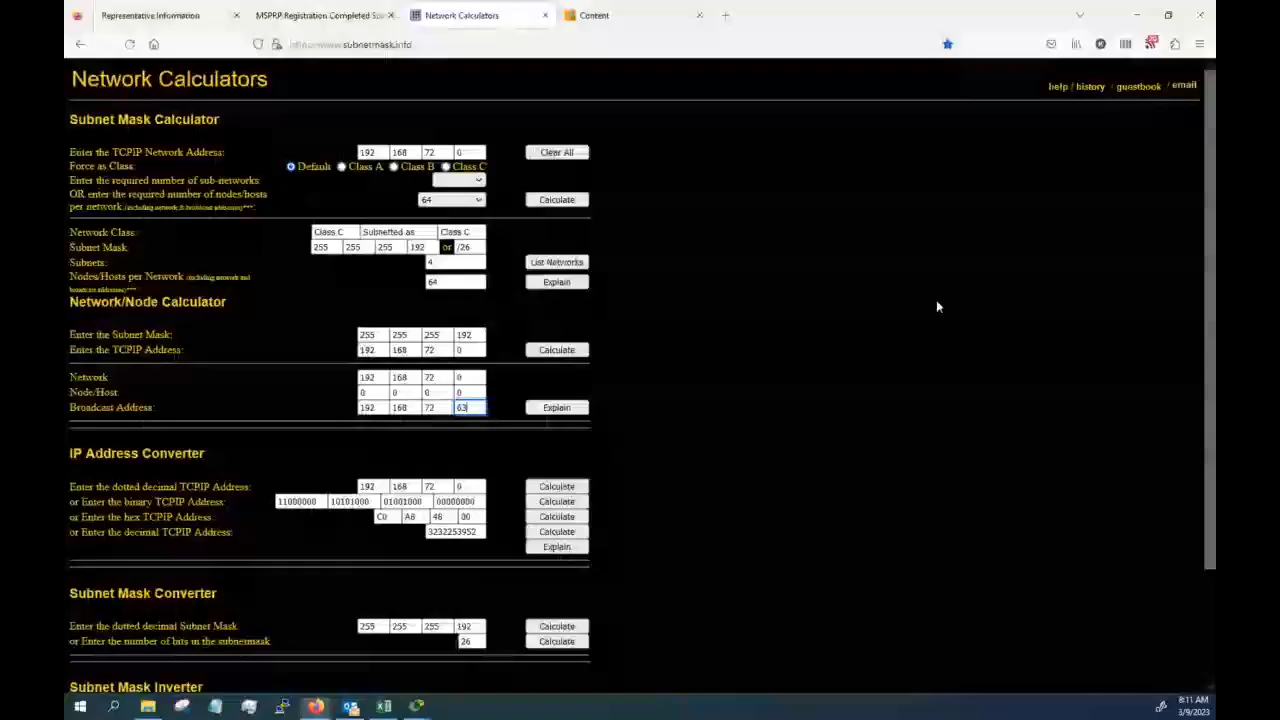 Representative Information
MSPRP Registration Completed
Network Calculators
Content
www.subnetmask.info
Network Calculators
help / history / guestbook / email
Subnet Mask Calculator
Enter the TCPIP Network Address: 192 168 72 0 Clear All
Force as Class: Default Class A Class B Class C
Enter the required number of sub-networks:
OR enter the required number of nodes/hosts
per network (including network & broadcast addresses)***: 64 Calculate
Network Class: Class C Subnetted as Class C
Subnet Mask 255 255 255 192 or /26
Subnets: 4 List Networks
Nodes/Hosts per Network (including network and
broadcast addresses)***: 64 Explain
Network/Node Calculator
Enter the Subnet Mask: 255 255 255 192
Enter the TCPIP Address: 192 168 72 0 Calculate
Network 192 168 72 0
Node/Host 0 0 0 0
Broadcast Address: 192 168 72 63 Explain
IP Address Converter
Enter the dotted decimal TCPIP Address: 192 168 72 0 Calculate
or Enter the binary TCPIP Address: 11000000 10101000 01001000 00000000 Calculate
or Enter the hex TCPIP Address C0 A8 48 00 Calculate
or Enter the decimal TCPIP Address: 3232253952 Calculate
Explain
Subnet Mask Converter
Enter the dotted decimal Subnet Mask 255 255 255 192 Calculate
or Enter the number of bits in the subnetmask 26 Calculate
Subnet Mask Inverter
8:11 AM
3/9/2023